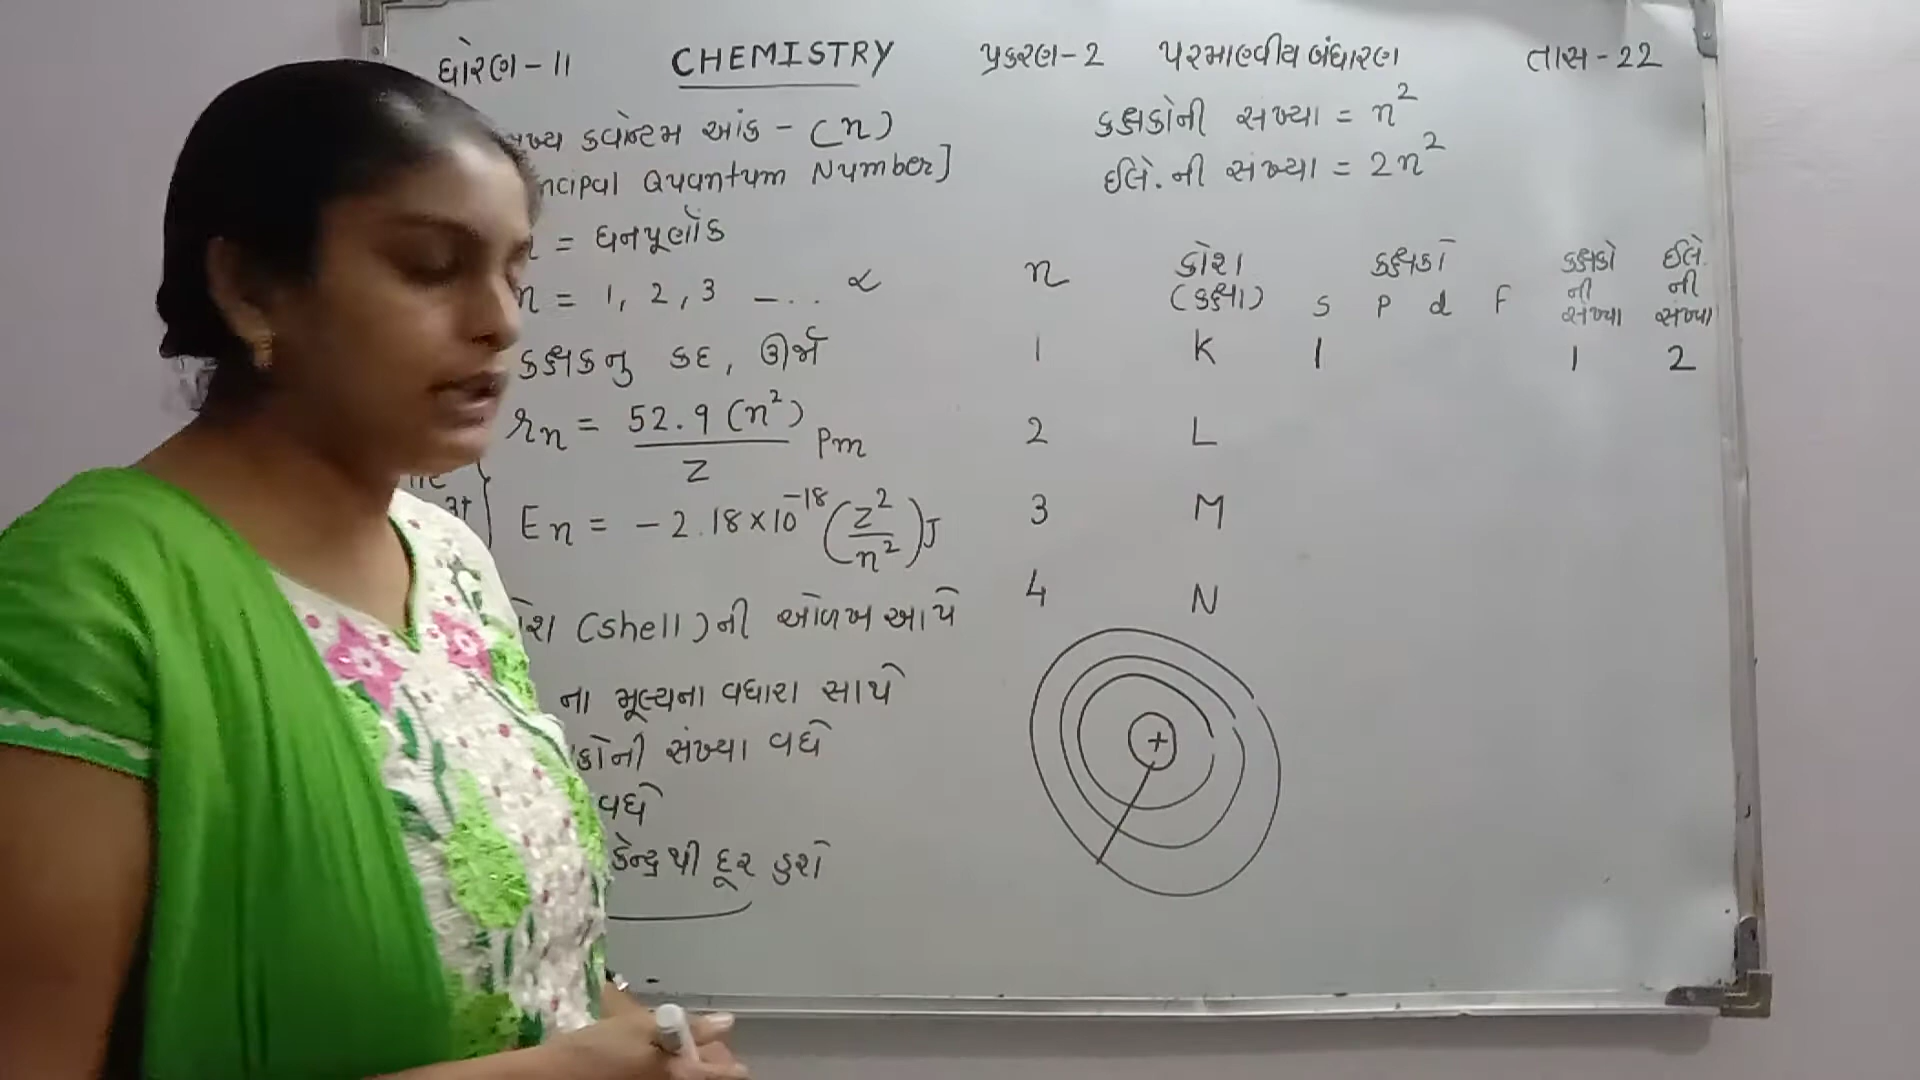 ધોરણ - 11 CHEMISTRY પ્રકરણ - 2 પરમાણ્વીય બંધારણ તાસ - 22
ક્વોન્ટમ આંક - (n)
Quantum Number]
= ધનપૂર્ણાંક
n = 1, 2, 3 -... ∝
કક્ષકનુ કદ, ઊર્જા
rn = 52.9 (n²) / Z Pm
En = - 2.18 × 10⁻¹⁸ (Z² / n²) J
(shell) ની ઓળખ આપે
ના મૂલ્યના વધારા સાથે
સંખ્યા વધે
વધે
કેન્દ્રથી દૂર હશે
કક્ષકોની સંખ્યા = n²
ઈલે. ની સંખ્યા = 2n²
n કોશ (કક્ષા) કક્ષકો કક્ષકો ની સંખ્યા ઈલે. ની સંખ્યા
s p d f
1 K 1 1 2
2 L
3 M
4 N
+